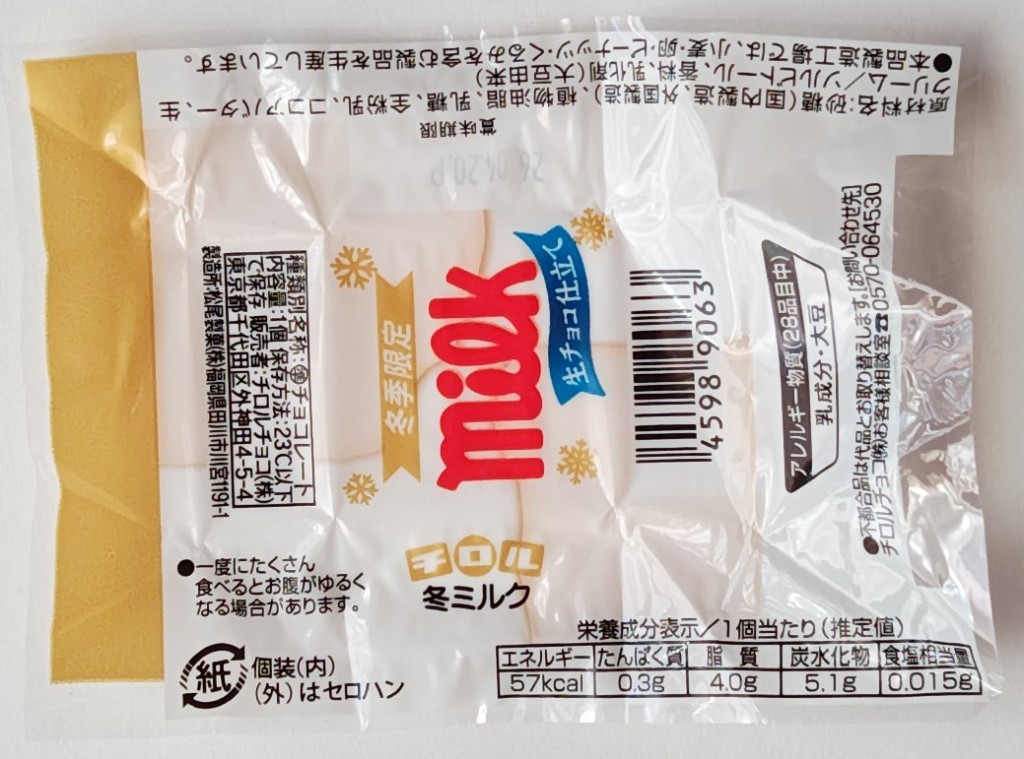 原材料名:砂糖(国内製造、外国製造)、植物油脂、乳糖、全粉乳、ココアバター、生
クリーム/ソルビトール、香料、乳化剤(大豆由来)
●本品製造工場では、小麦・卵・ピーナッツ・くるみを含む製品を生産しています。
賞味期限
種類別名称:準チョコレート
内容量:1個 保存方法:23℃以下
で保存 販売者:チロルチョコ(株)
東京都千代田区外神田4-5-4
製造所:松尾製菓(株)福岡県田川市川宮1191-1
冬季限定
milk
生チョコ仕立て
4598 9063
アレルギー物質(28品目中)
乳成分・大豆
●不都合品は代品とお取り替えします。[お問い合わせ先]
チロルチョコ(株)お客様相談室☎0570-064530
チロル
冬ミルク
●一度にたくさん
食べるとお腹がゆるく
なる場合があります。
紙
個装(内)
(外)はセロハン
栄養成分表示/1個当たり(推定値)
エネルギー たんぱく質 脂質 炭水化物 食塩相当量
57kcal 0.3g 4.0g 5.1g 0.015g